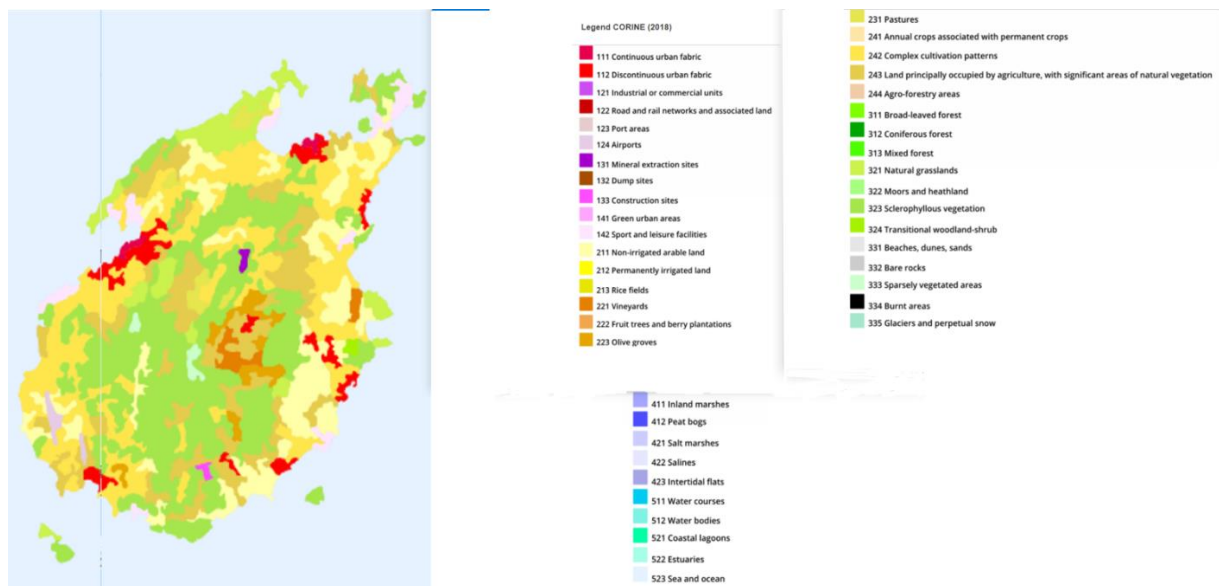 Legend CORINE (2018)
111 Continuous urban fabric
112 Discontinuous urban fabric
121 Industrial or commercial units
122 Road and rail networks and associated land
123 Port areas
124 Airports
131 Mineral extraction sites
132 Dump sites
133 Construction sites
141 Green urban areas
142 Sport and leisure facilities
211 Non-irrigated arable land
212 Permanently irrigated land
213 Rice fields
221 Vineyards
222 Fruit trees and berry plantations
223 Olive groves
231 Pastures
241 Annual crops associated with permanent crops
242 Complex cultivation patterns
243 Land principally occupied by agriculture, with significant areas of natural vegetation
244 Agro-forestry areas
311 Broad-leaved forest
312 Coniferous forest
313 Mixed forest
321 Natural grasslands
322 Moors and heathland
323 Sclerophyllous vegetation
324 Transitional woodland-shrub
331 Beaches, dunes, sands
332 Bare rocks
333 Sparsely vegetated areas
334 Burnt areas
335 Glaciers and perpetual snow
411 Inland marshes
412 Peat bogs
421 Salt marshes
422 Salines
423 Intertidal flats
511 Water courses
512 Water bodies
521 Coastal lagoons
522 Estuaries
523 Sea and ocean